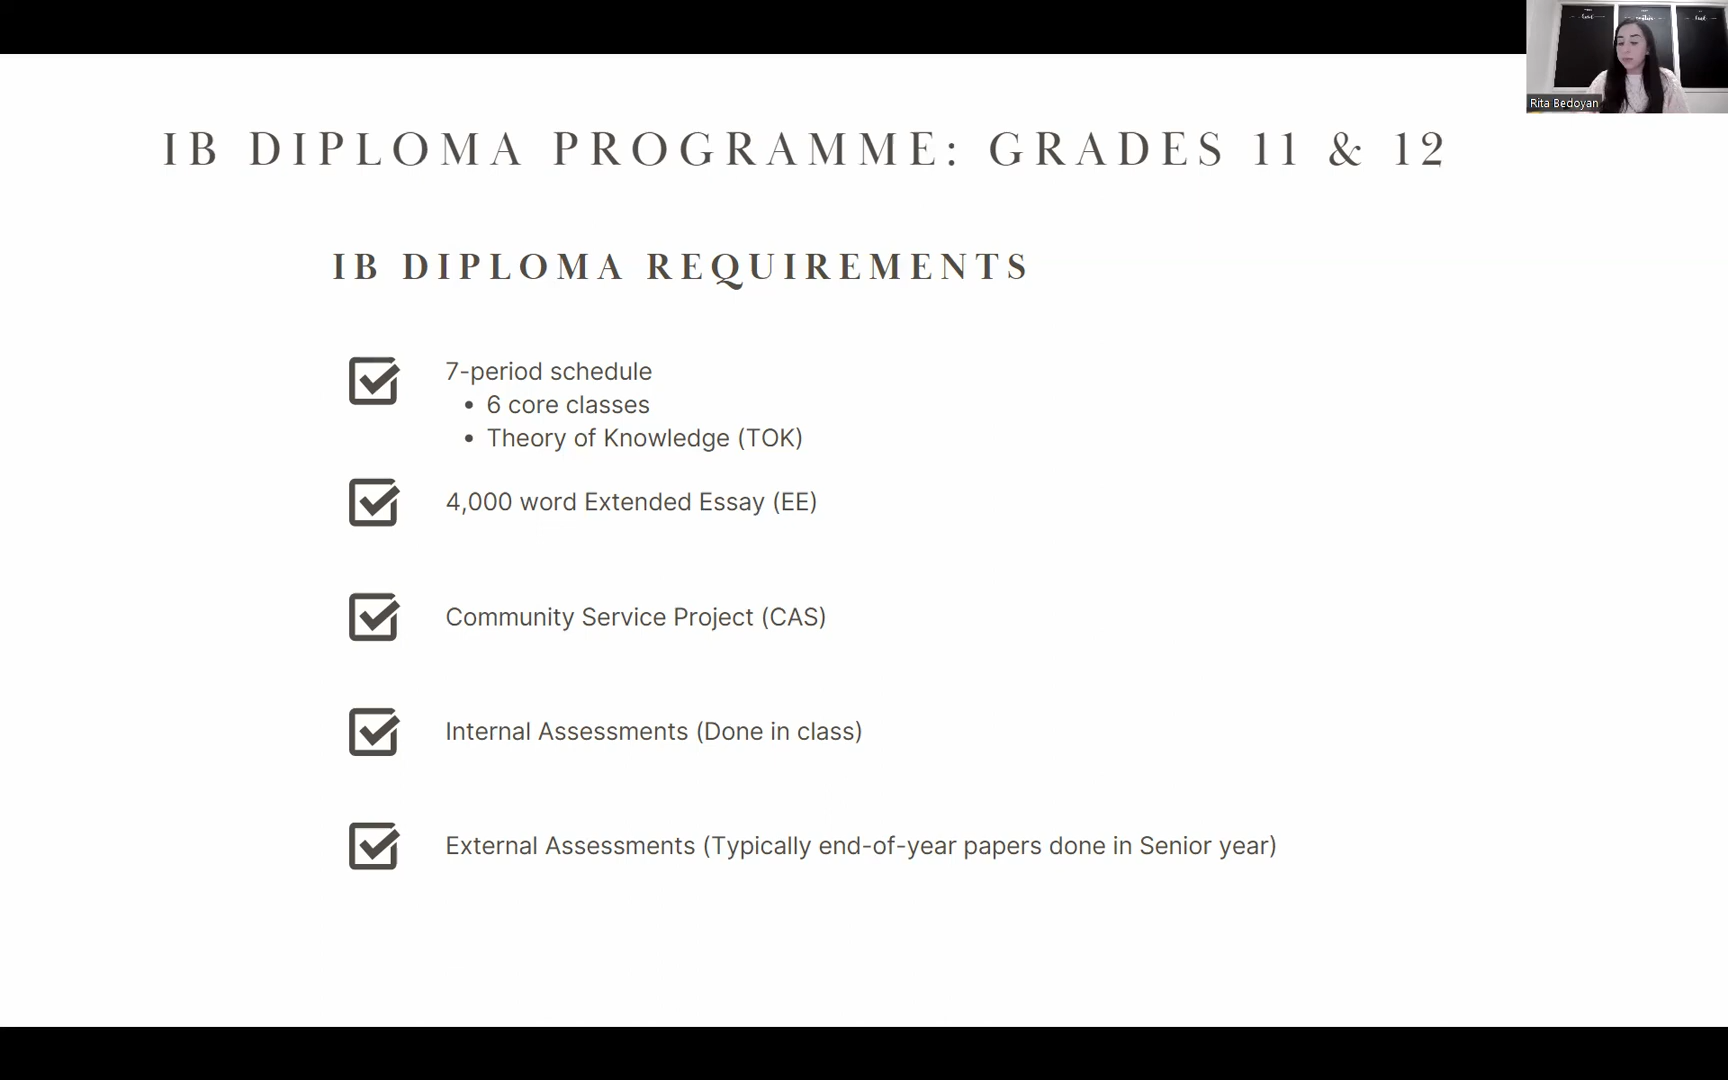 IB DIPLOMA PROGRAMME: GRADES 11 & 12
Rita Bedoyan
IB DIPLOMA REQUIREMENTS
7-period schedule
• 6 core classes
• Theory of Knowledge (TOK)
4,000 word Extended Essay (EE)
Community Service Project (CAS)
Internal Assessments (Done in class)
External Assessments (Typically end-of-year papers done in Senior year)